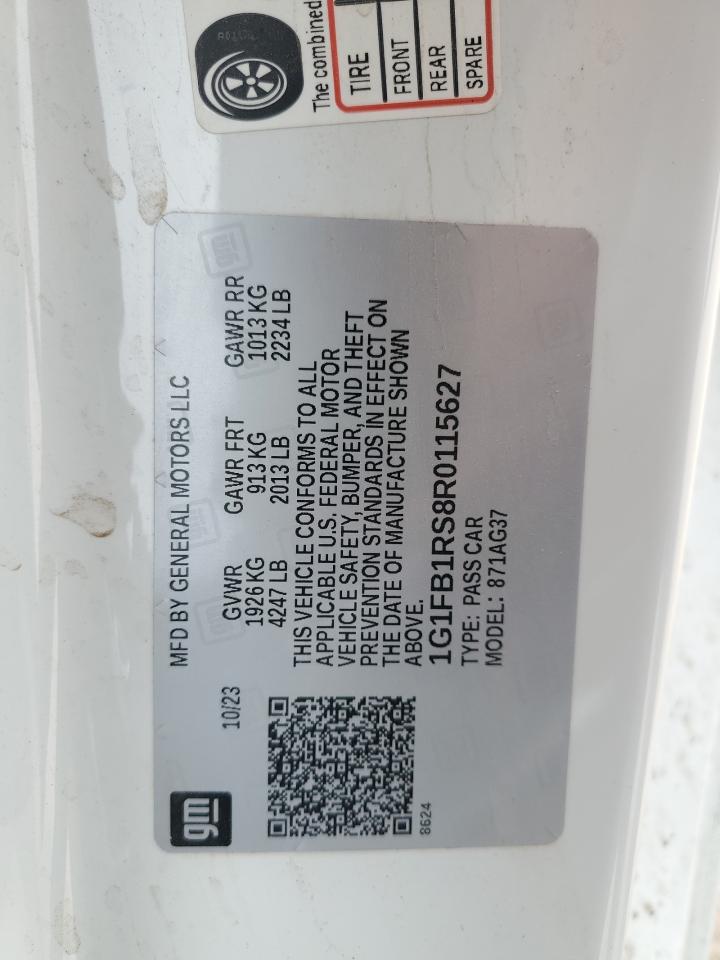 The combined
TIRE
FRONT
REAR
SPARE
gm
MFD BY GENERAL MOTORS LLC
10/23
GVWR GAWR FRT GAWR RR
1926 KG 913 KG 1013 KG
4247 LB 2013 LB 2234 LB
THIS VEHICLE CONFORMS TO ALL
APPLICABLE U.S. FEDERAL MOTOR
VEHICLE SAFETY, BUMPER, AND THEFT
PREVENTION STANDARDS IN EFFECT ON
THE DATE OF MANUFACTURE SHOWN
ABOVE.
1G1FB1RS8R0115627
TYPE: PASS CAR
MODEL: 871AG37
8624